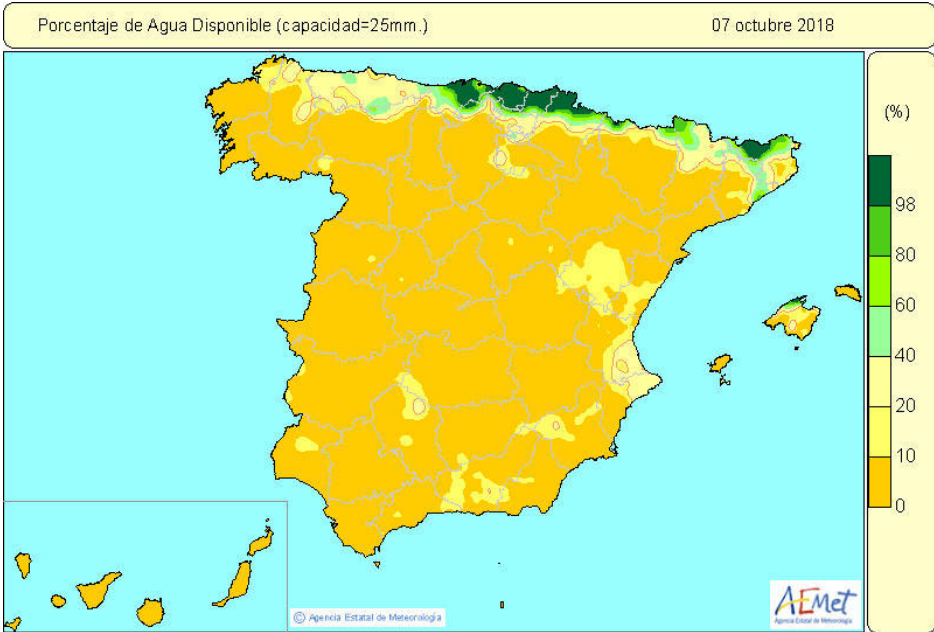 Porcentaje de Agua Disponible (capacidad=25mm.) 07 octubre 2018
(%)
98
80
60
40
20
10
0
© Agencia Estatal de Meteorología
AEMet
Agencia Estatal de Meteorología